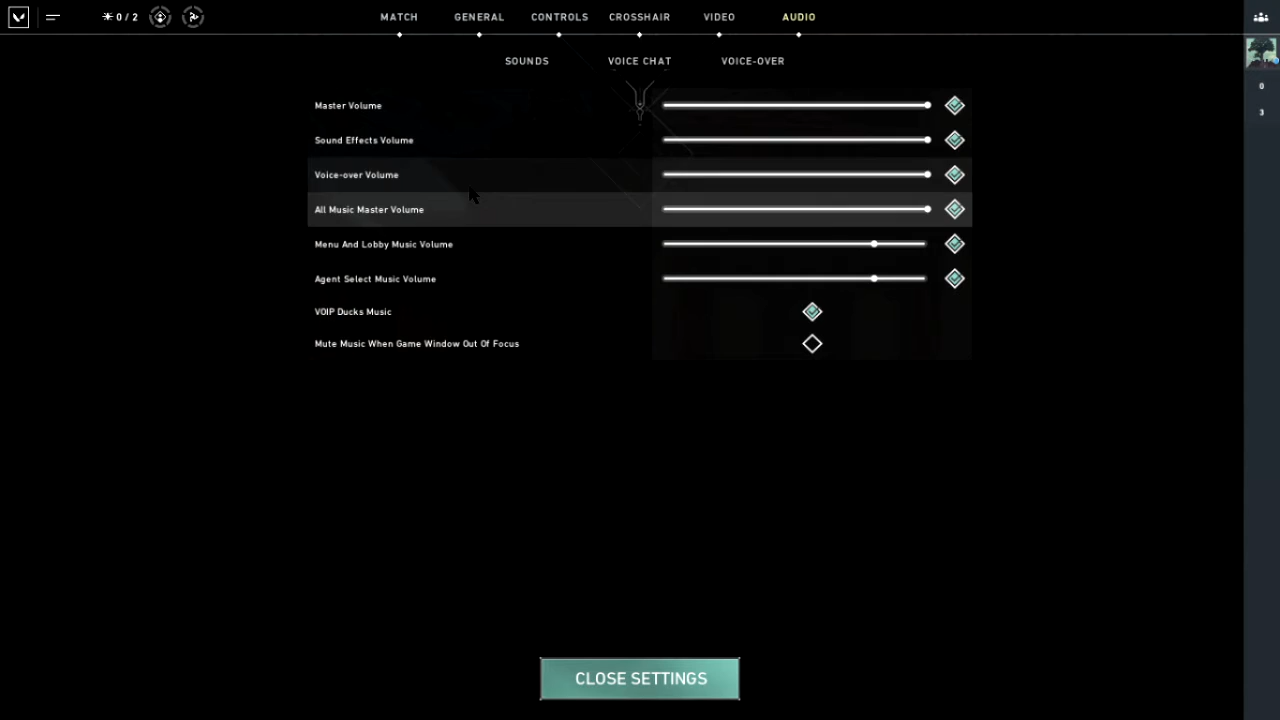 0 / 2
MATCH GENERAL CONTROLS CROSSHAIR VIDEO AUDIO
SOUNDS VOICE CHAT VOICE-OVER
0
3
Master Volume
Sound Effects Volume
Voice-over Volume
All Music Master Volume
Menu And Lobby Music Volume
Agent Select Music Volume
VOIP Ducks Music
Mute Music When Game Window Out Of Focus
CLOSE SETTINGS